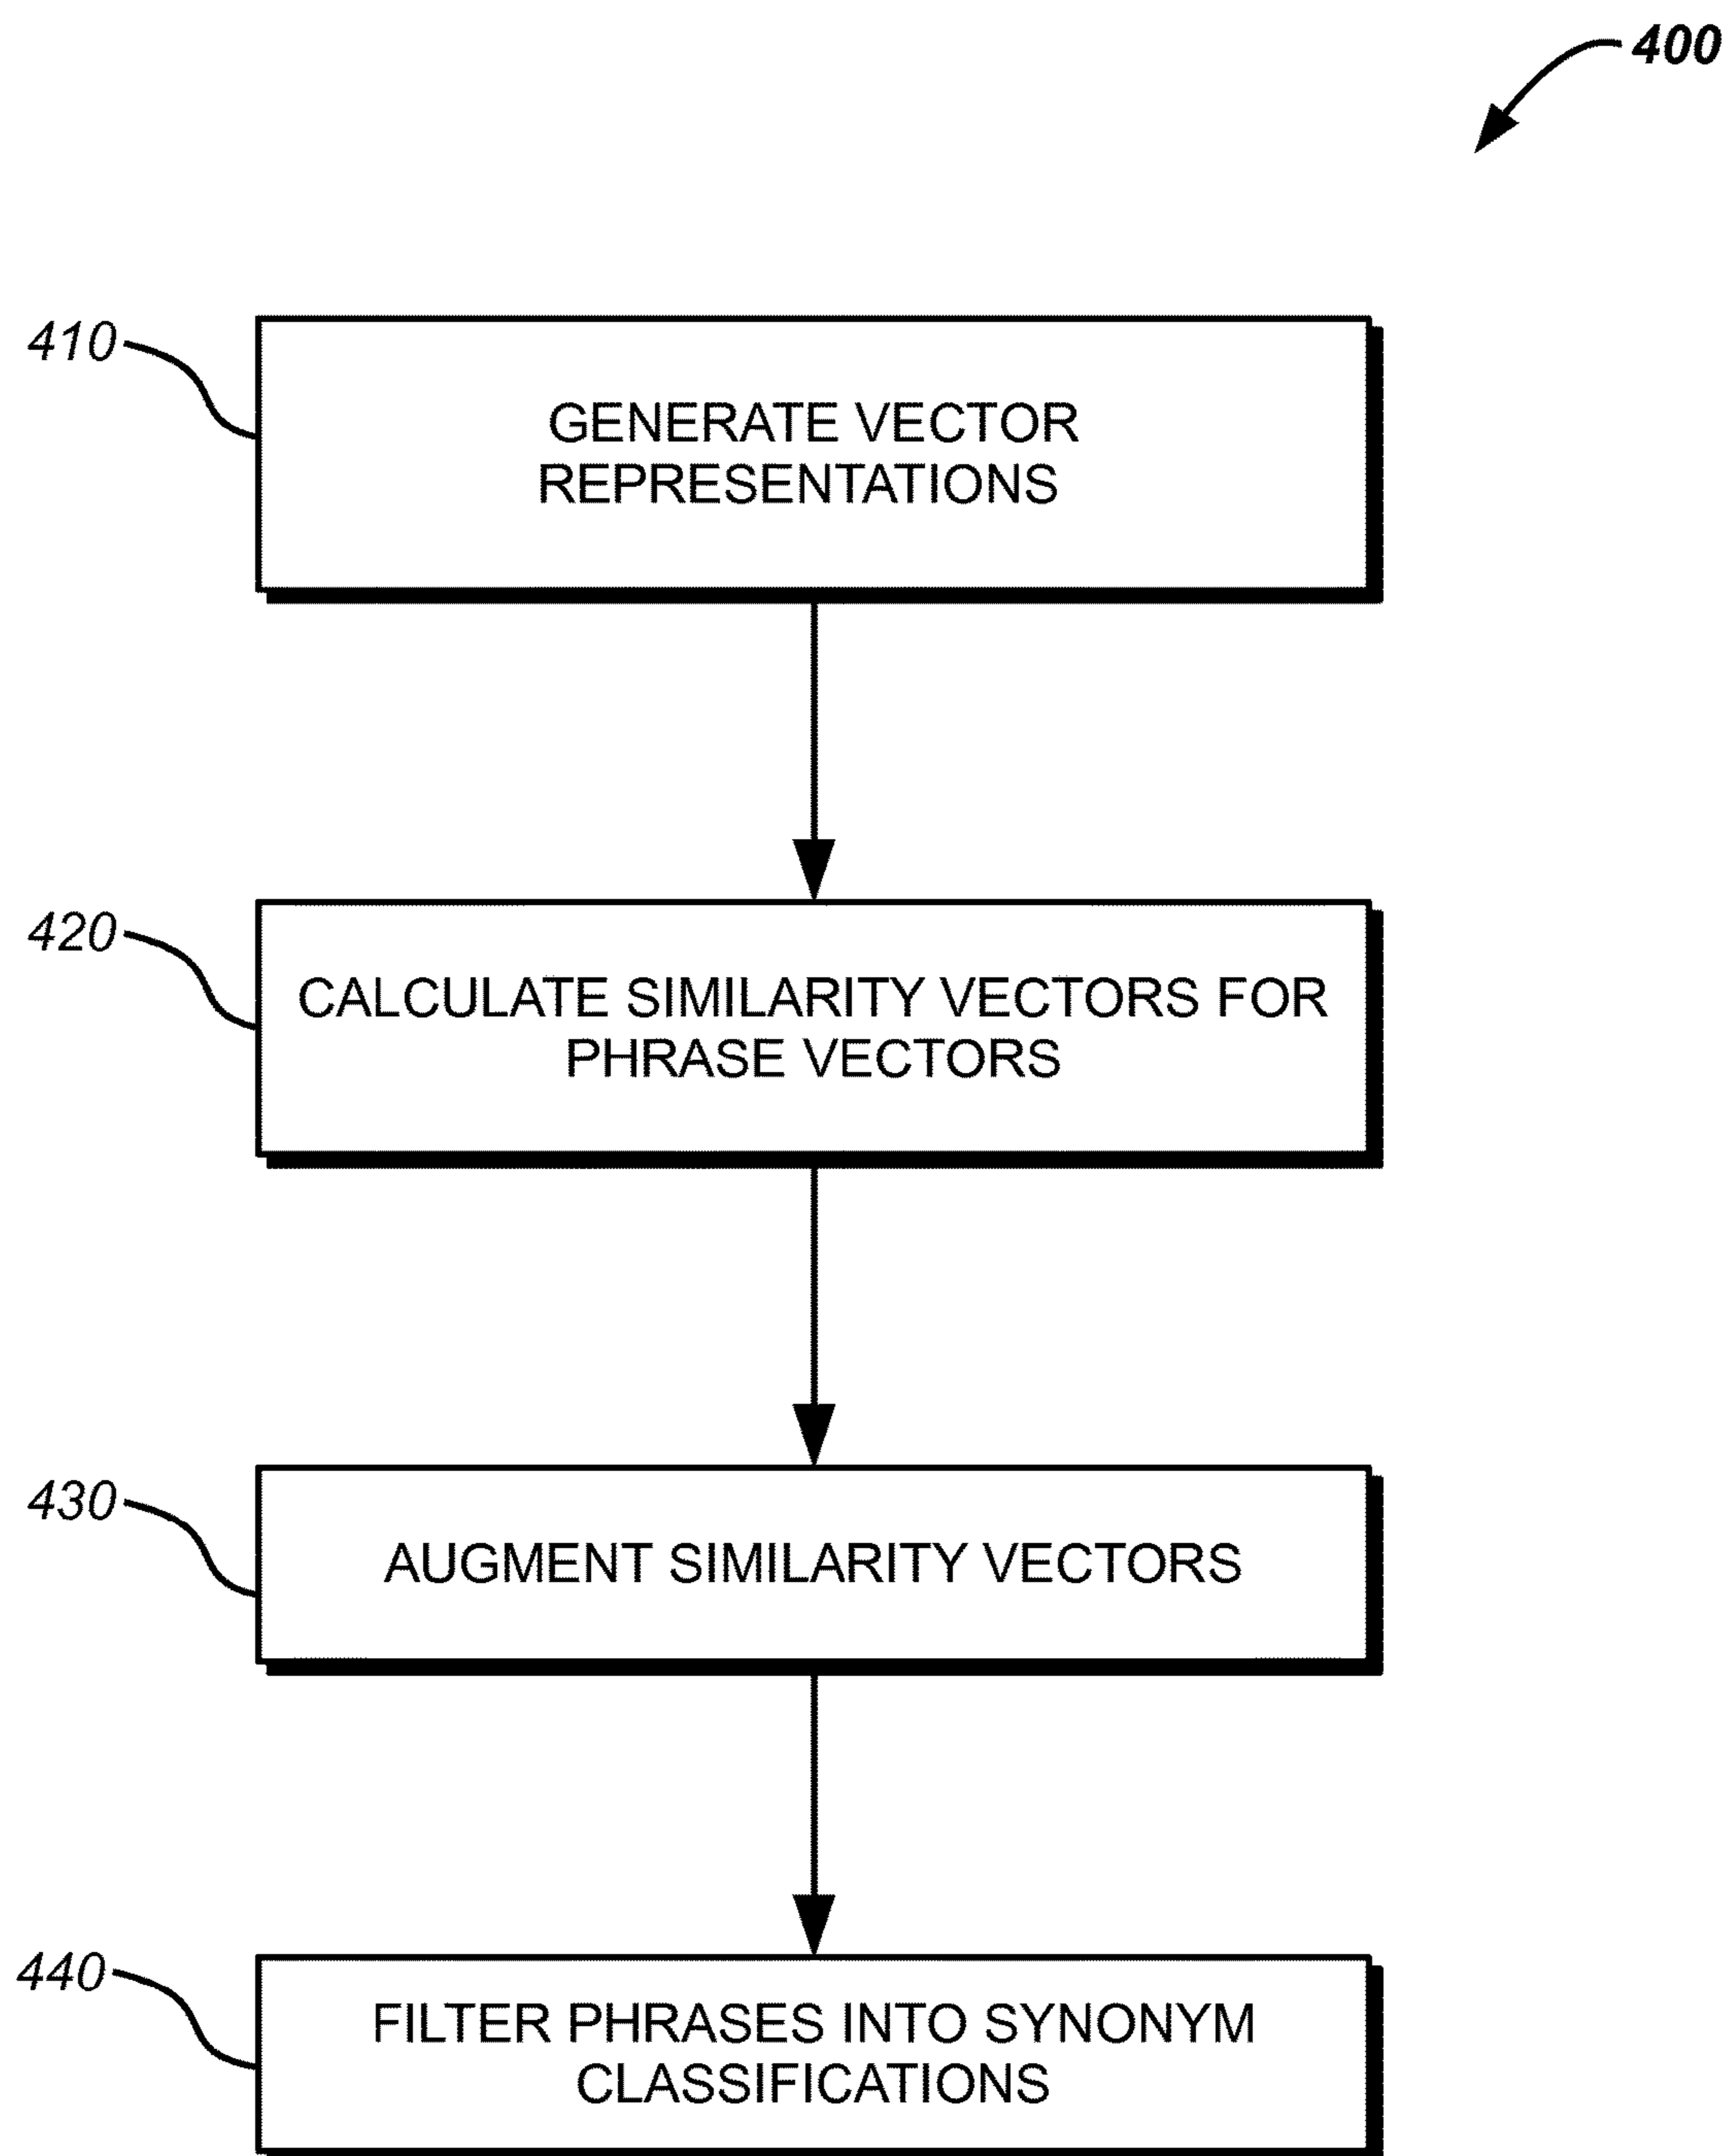 400
410
GENERATE VECTOR
REPRESENTATIONS
420
CALCULATE SIMILARITY VECTORS FOR
PHRASE VECTORS
430
AUGMENT SIMILARITY VECTORS
440
FILTER PHRASES INTO SYNONYM
CLASSIFICATIONS